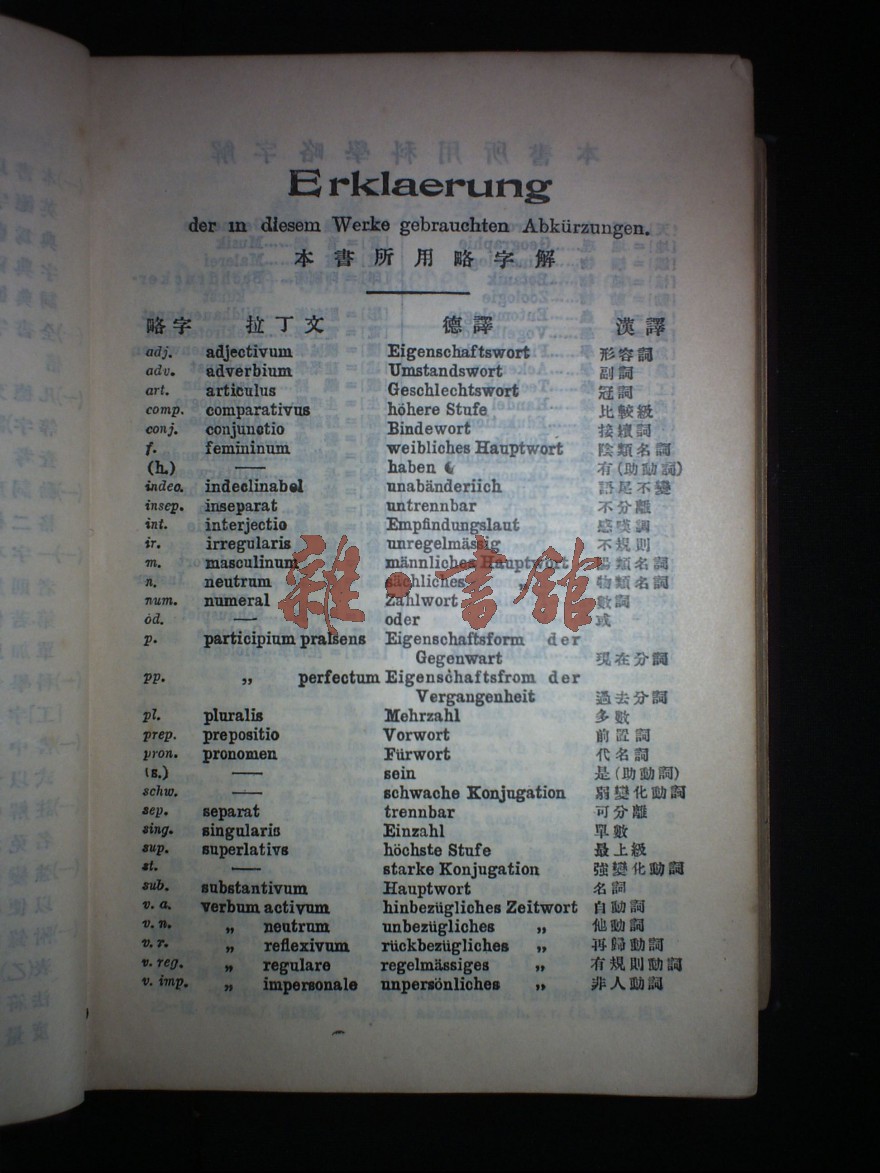 Erklaerung
der in diesem Werke gebrauchten Abkürzungen.
本書所用略字解
略字 拉丁文 德譯 漢譯
adj. adjectivum Eigenschaftswort 形容詞
adv. adverbium Umstandswort 副詞
art. articulus Geschlechtswort 冠詞
comp. comparativus höhere Stufe 比較級
conj. conjunctio Bindewort 接續詞
f. femininum weibliches Hauptwort 陰類名詞
(h.) — haben 有(助動詞)
indec. indeclinabel unabänderiich 語尾不變
insep. inseparat untrennbar 不分離
int. interjectio Empfindungslaut 感嘆詞
ir. irregularis unregelmässig 不規則
m. masculinum männliches Hauptwort 陽類名詞
n. neutrum sächliches „ 物類名詞
num. numeral Zahlwort 數詞
od. — oder 或
p. participium praisens Eigenschaftsform der
Gegenwart 現在分詞
pp. „ perfectum Eigenschaftsfrom der
Vergangenheit 過去分詞
pl. pluralis Mehrzahl 多數
prep. prepositio Vorwort 前置詞
pron. pronomen Fürwort 代名詞
(s.) — sein 是(助動詞)
schw. — schwache Konjugation 弱變化動詞
sep. separat trennbar 可分離
sing. singularis Einzahl 單數
sup. superlativs höchste Stufe 最上級
st. — starke Konjugation 強變化動詞
sub. substantivum Hauptwort 名詞
v. a. verbum activum hinbezügliches Zeitwort 自動詞
v. n. „ neutrum unbezügliches „ 他動詞
v. r. „ reflexivum rückbezügliches „ 再歸動詞
v. reg. „ regulare regelmässiges „ 有規則動詞
v. imp. „ impersonale unpersönliches „ 非人動詞
雜·書館